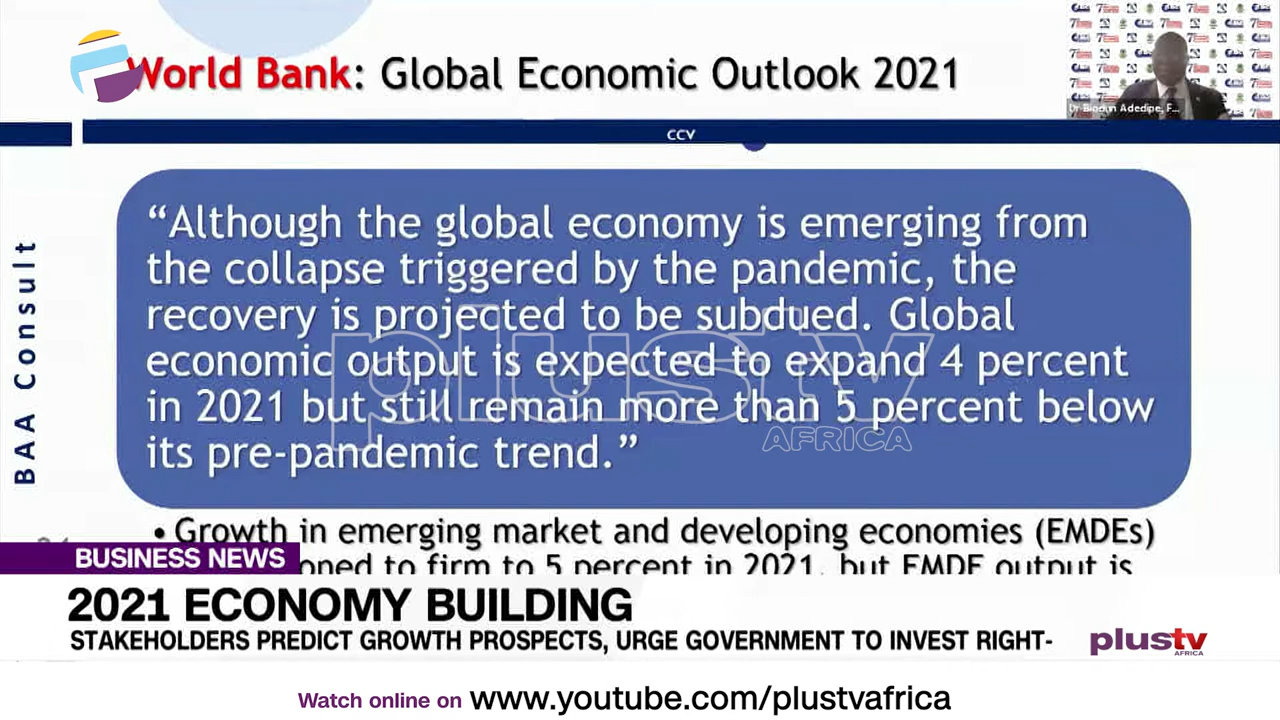 World Bank: Global Economic Outlook 2021
Dr Biodun Adedipe, F...
CCV
BAA Consult
“Although the global economy is emerging from
the collapse triggered by the pandemic, the
recovery is projected to be subdued. Global
economic output is expected to expand 4 percent
in 2021 but still remain more than 5 percent below
its pre-pandemic trend.”
plustv
AFRICA
• Growth in emerging market and developing economies (EMDEs)
oned to firm to 5 percent in 2021, but EMDE output is
BUSINESS NEWS
2021 ECONOMY BUILDING
STAKEHOLDERS PREDICT GROWTH PROSPECTS, URGE GOVERNMENT TO INVEST RIGHT-
plustv
AFRICA
Watch online on www.youtube.com/plustvafrica